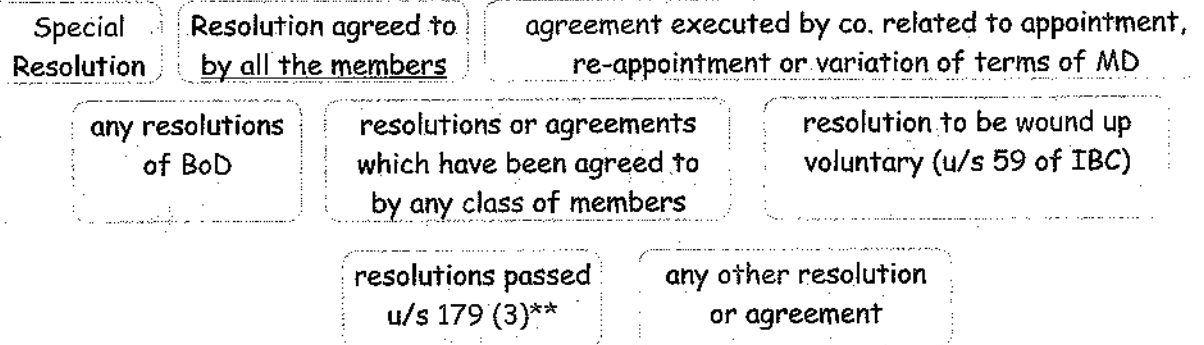 Special
Resolution
Resolution agreed to
by all the members
agreement executed by co. related to appointment,
re-appointment or variation of terms of MD
any resolutions
of BoD
resolutions or agreements
which have been agreed to
by any class of members
resolution to be wound up
voluntary (u/s 59 of IBC)
resolutions passed
u/s 179 (3)**
any other resolution
or agreement